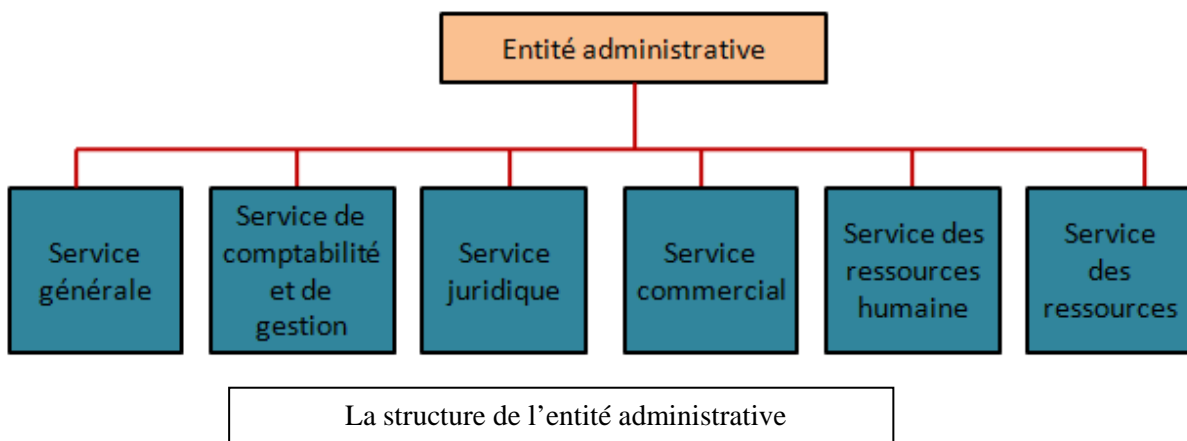 Entité administrative
Service
générale
Service de
comptabilité
et de
gestion
Service
juridique
Service
commercial
Service des
ressources
humaine
Service
des
ressources
La structure de l’entité administrative